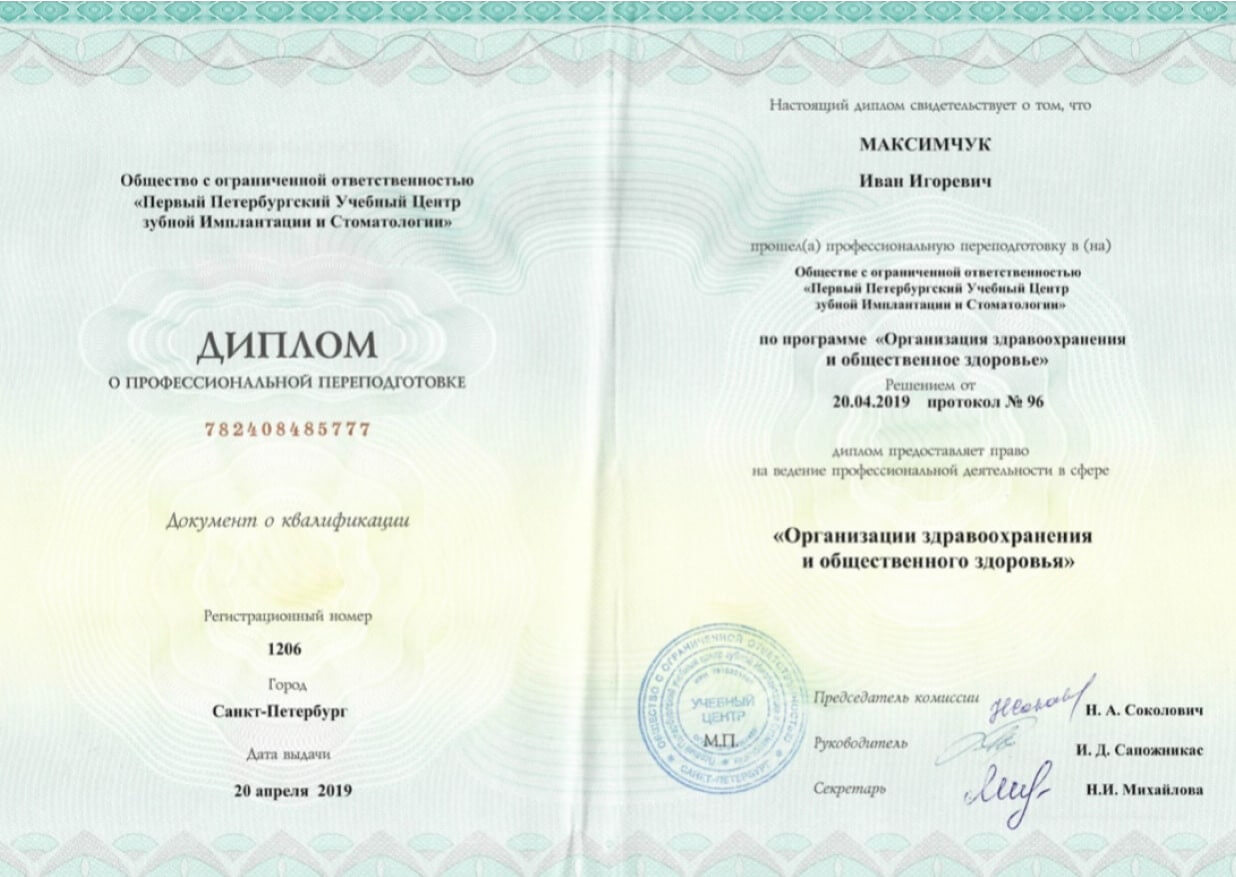 Общество с ограниченной ответственностью
«Первый Петербургский Учебный Центр
зубной Имплантации и Стоматологии»
ДИПЛОМ
О ПРОФЕССИОНАЛЬНОЙ ПЕРЕПОДГОТОВКЕ
782408485777
Документ о квалификации
Регистрационный номер
1206
Город
Санкт-Петербург
Дата выдачи
20 апреля 2019
Настоящий диплом свидетельствует о том, что
МАКСИМЧУК
Иван Игоревич
прошел(а) профессиональную переподготовку в (на)
Обществе с ограниченной ответственностью
«Первый Петербургский Учебный Центр
зубной Имплантации и Стоматологии»
по программе «Организация здравоохранения
и общественное здоровье»
Решением от
20.04.2019 протокол № 96
диплом предоставляет право
на ведение профессиональной деятельности в сфере
«Организации здравоохранения
и общественного здоровья»
ОБЩЕСТВО С ОГРАНИЧЕННОЙ ОТВЕТСТВЕННОСТЬЮ
САНКТ-ПЕТЕРБУРГ
УЧЕБНЫЙ
ЦЕНТР
М.П.
Председатель комиссии Н. А. Соколович
Руководитель И. Д. Сапожникас
Секретарь Н.И. Михайлова